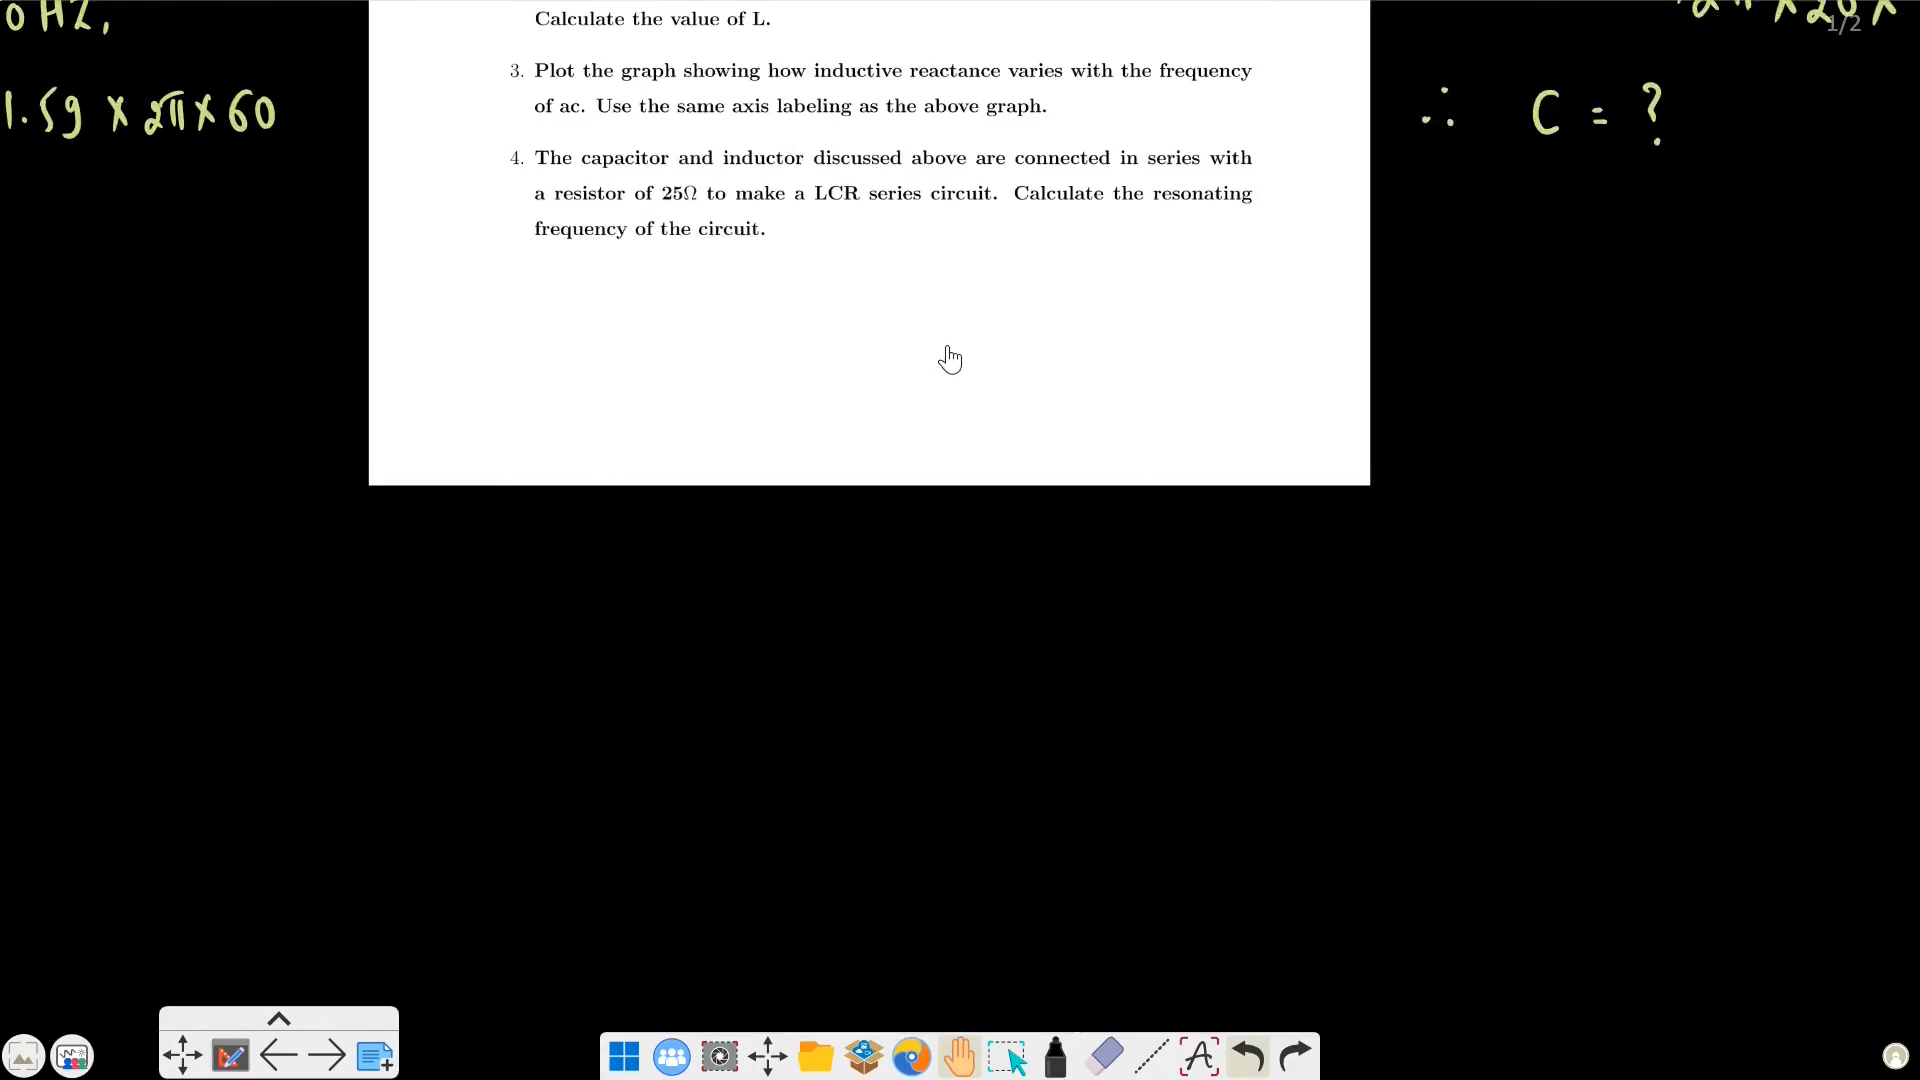 0 HZ,
1.59 × 2π × 60
Calculate the value of L.
3. Plot the graph showing how inductive reactance varies with the frequency
of ac. Use the same axis labeling as the above graph.
4. The capacitor and inductor discussed above are connected in series with
a resistor of 25Ω to make a LCR series circuit. Calculate the resonating
frequency of the circuit.
1/2
∴ C = ?